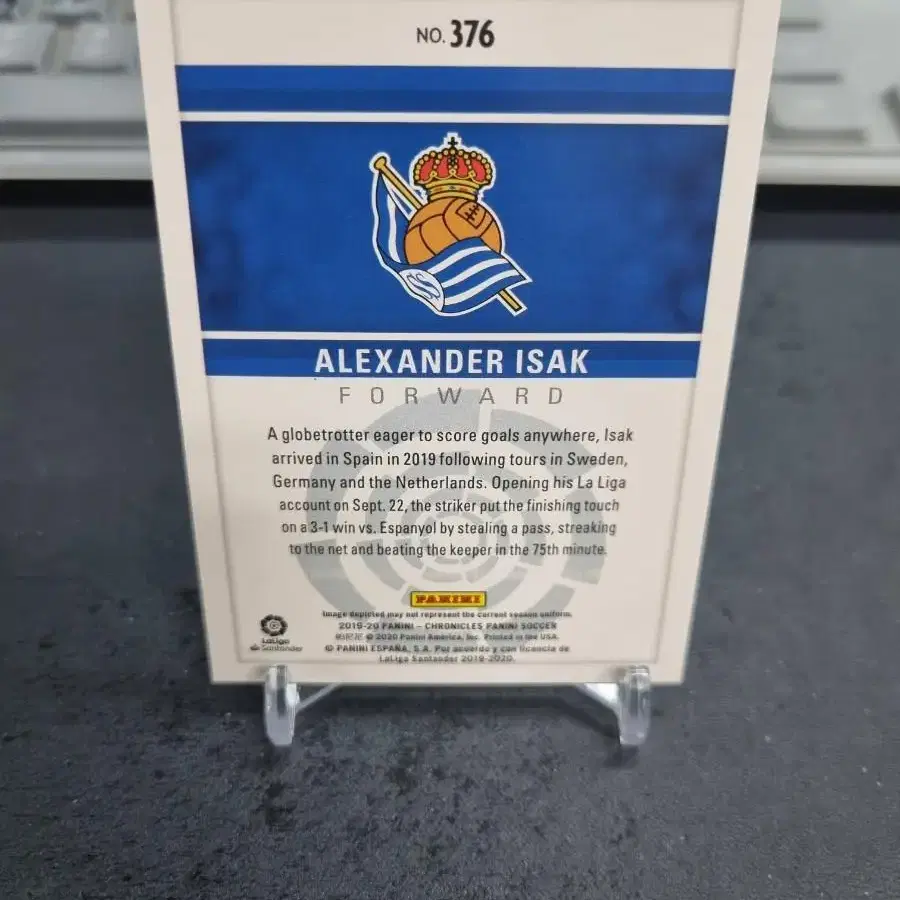 NO. 376
ALEXANDER ISAK
FORWARD
A globetrotter eager to score goals anywhere, Isak
arrived in Spain in 2019 following tours in Sweden,
Germany and the Netherlands. Opening his La Liga
account on Sept. 22, the striker put the finishing touch
on a 3-1 win vs. Espanyol by stealing a pass, streaking
to the net and beating the keeper in the 75th minute.
PANINI
Image depicted may not represent the current season uniform.
2019-20 PANINI – CHRONICLES PANINI SOCCER
© 2020 Panini America, Inc. Printed in the USA.
© PANINI ESPAÑA, S.A. Por acuerdo y con licencia de
LaLiga Santander 2019-2020.
LaLiga
Santander